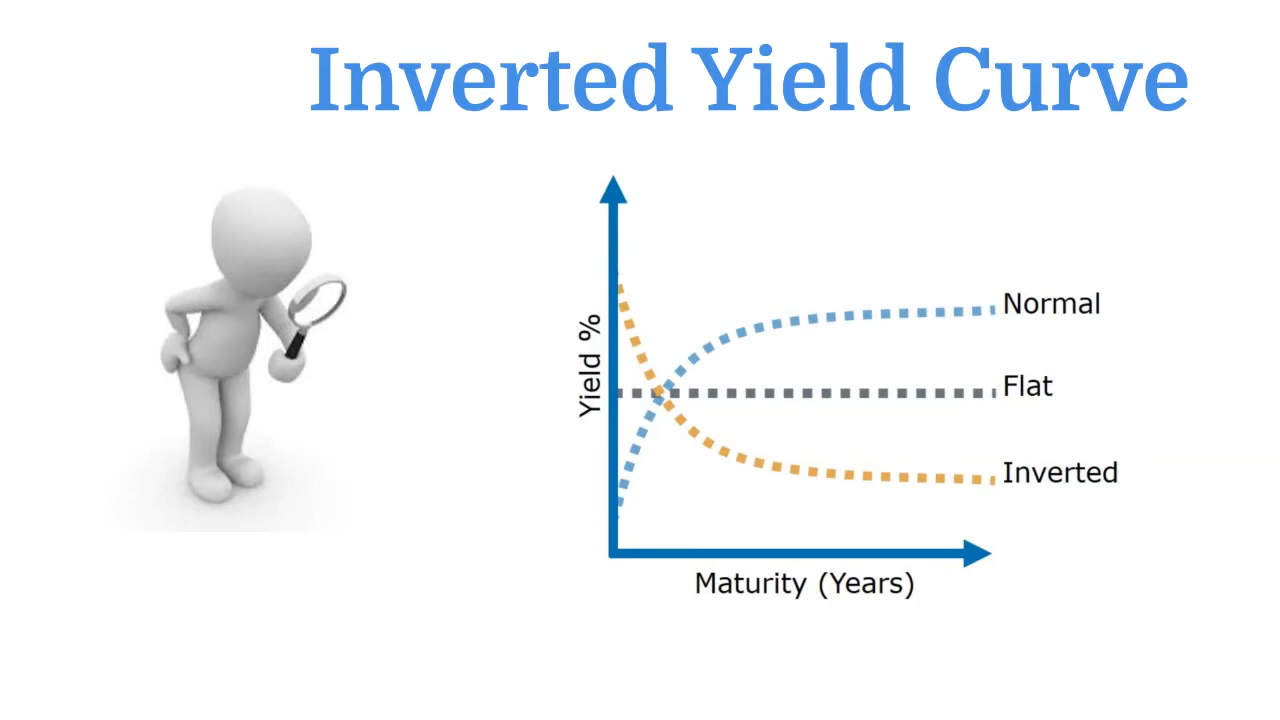 Inverted Yield Curve
Yield %
Normal
Flat
Inverted
Maturity (Years)